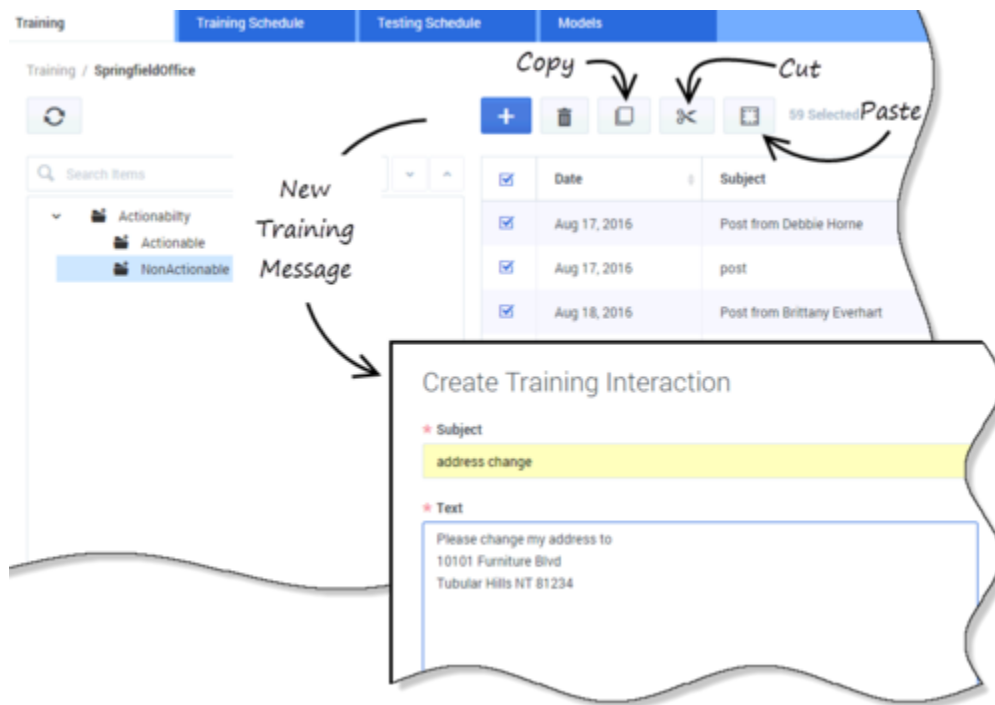 Training Training Schedule Testing Schedule Models
Training / SpringfieldOffice
Copy Cut
+ 59 Selected Paste
Search Items
Date Subject
New
Training
Message
Actionabilty
Actionable
NonActionable
Aug 17, 2016 Post from Debbie Horne
Aug 17, 2016 post
Aug 18, 2016 Post from Brittany Everhart
Create Training Interaction
* Subject
address change
* Text
Please change my address to
10101 Furniture Blvd
Tubular Hills NT 81234